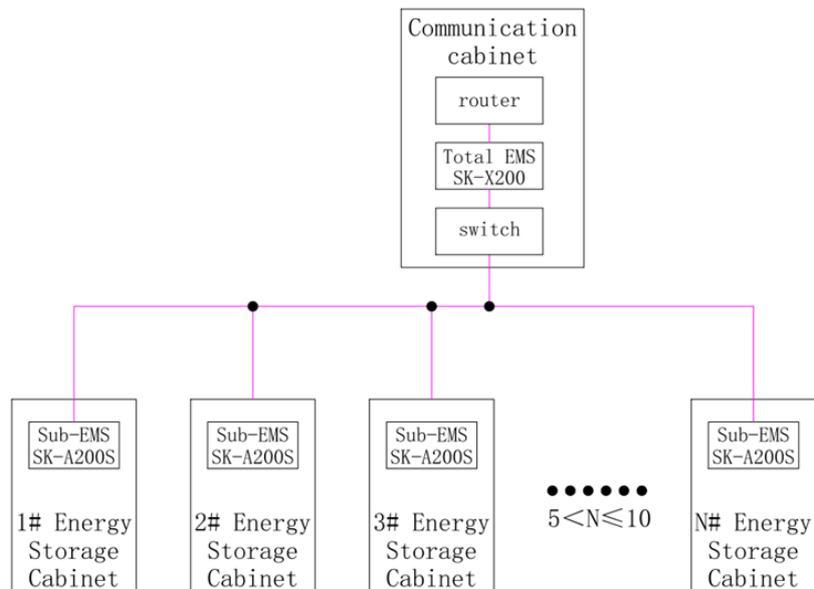 Communication
cabinet
router
Total EMS
SK-X200
switch
Sub-EMS
SK-A200S
1# Energy
Storage
Cabinet
Sub-EMS
SK-A200S
2# Energy
Storage
Cabinet
Sub-EMS
SK-A200S
3# Energy
Storage
Cabinet
5<N≤10
Sub-EMS
SK-A200S
N# Energy
Storage
Cabinet